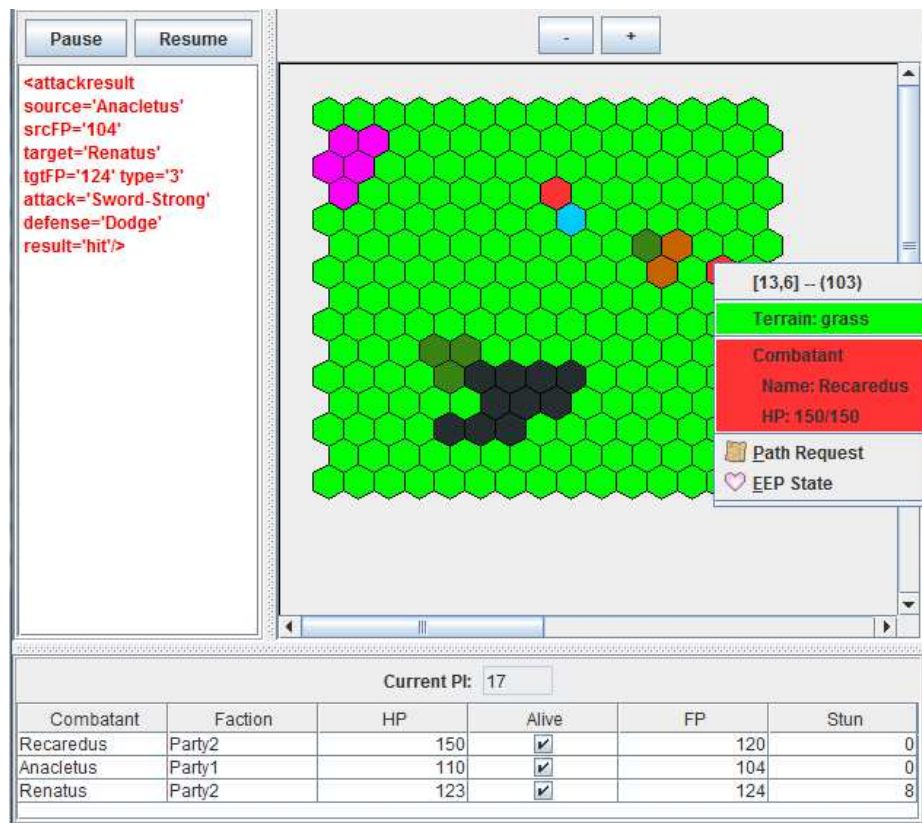 Pause Resume
- +
<attackresult
source='Anacletus'
srcFP='104'
target='Renatus'
tgtFP='124' type='3'
attack='Sword-Strong'
defense='Dodge'
result='hit'/>
[13,6] -- (103)
Terrain: grass
Combatant
Name: Recaredus
HP: 150/150
Path Request
EEP State
Current PI: 17
Combatant Faction HP Alive FP Stun
Recaredus Party2 150 120 0
Anacletus Party1 110 104 0
Renatus Party2 123 124 8